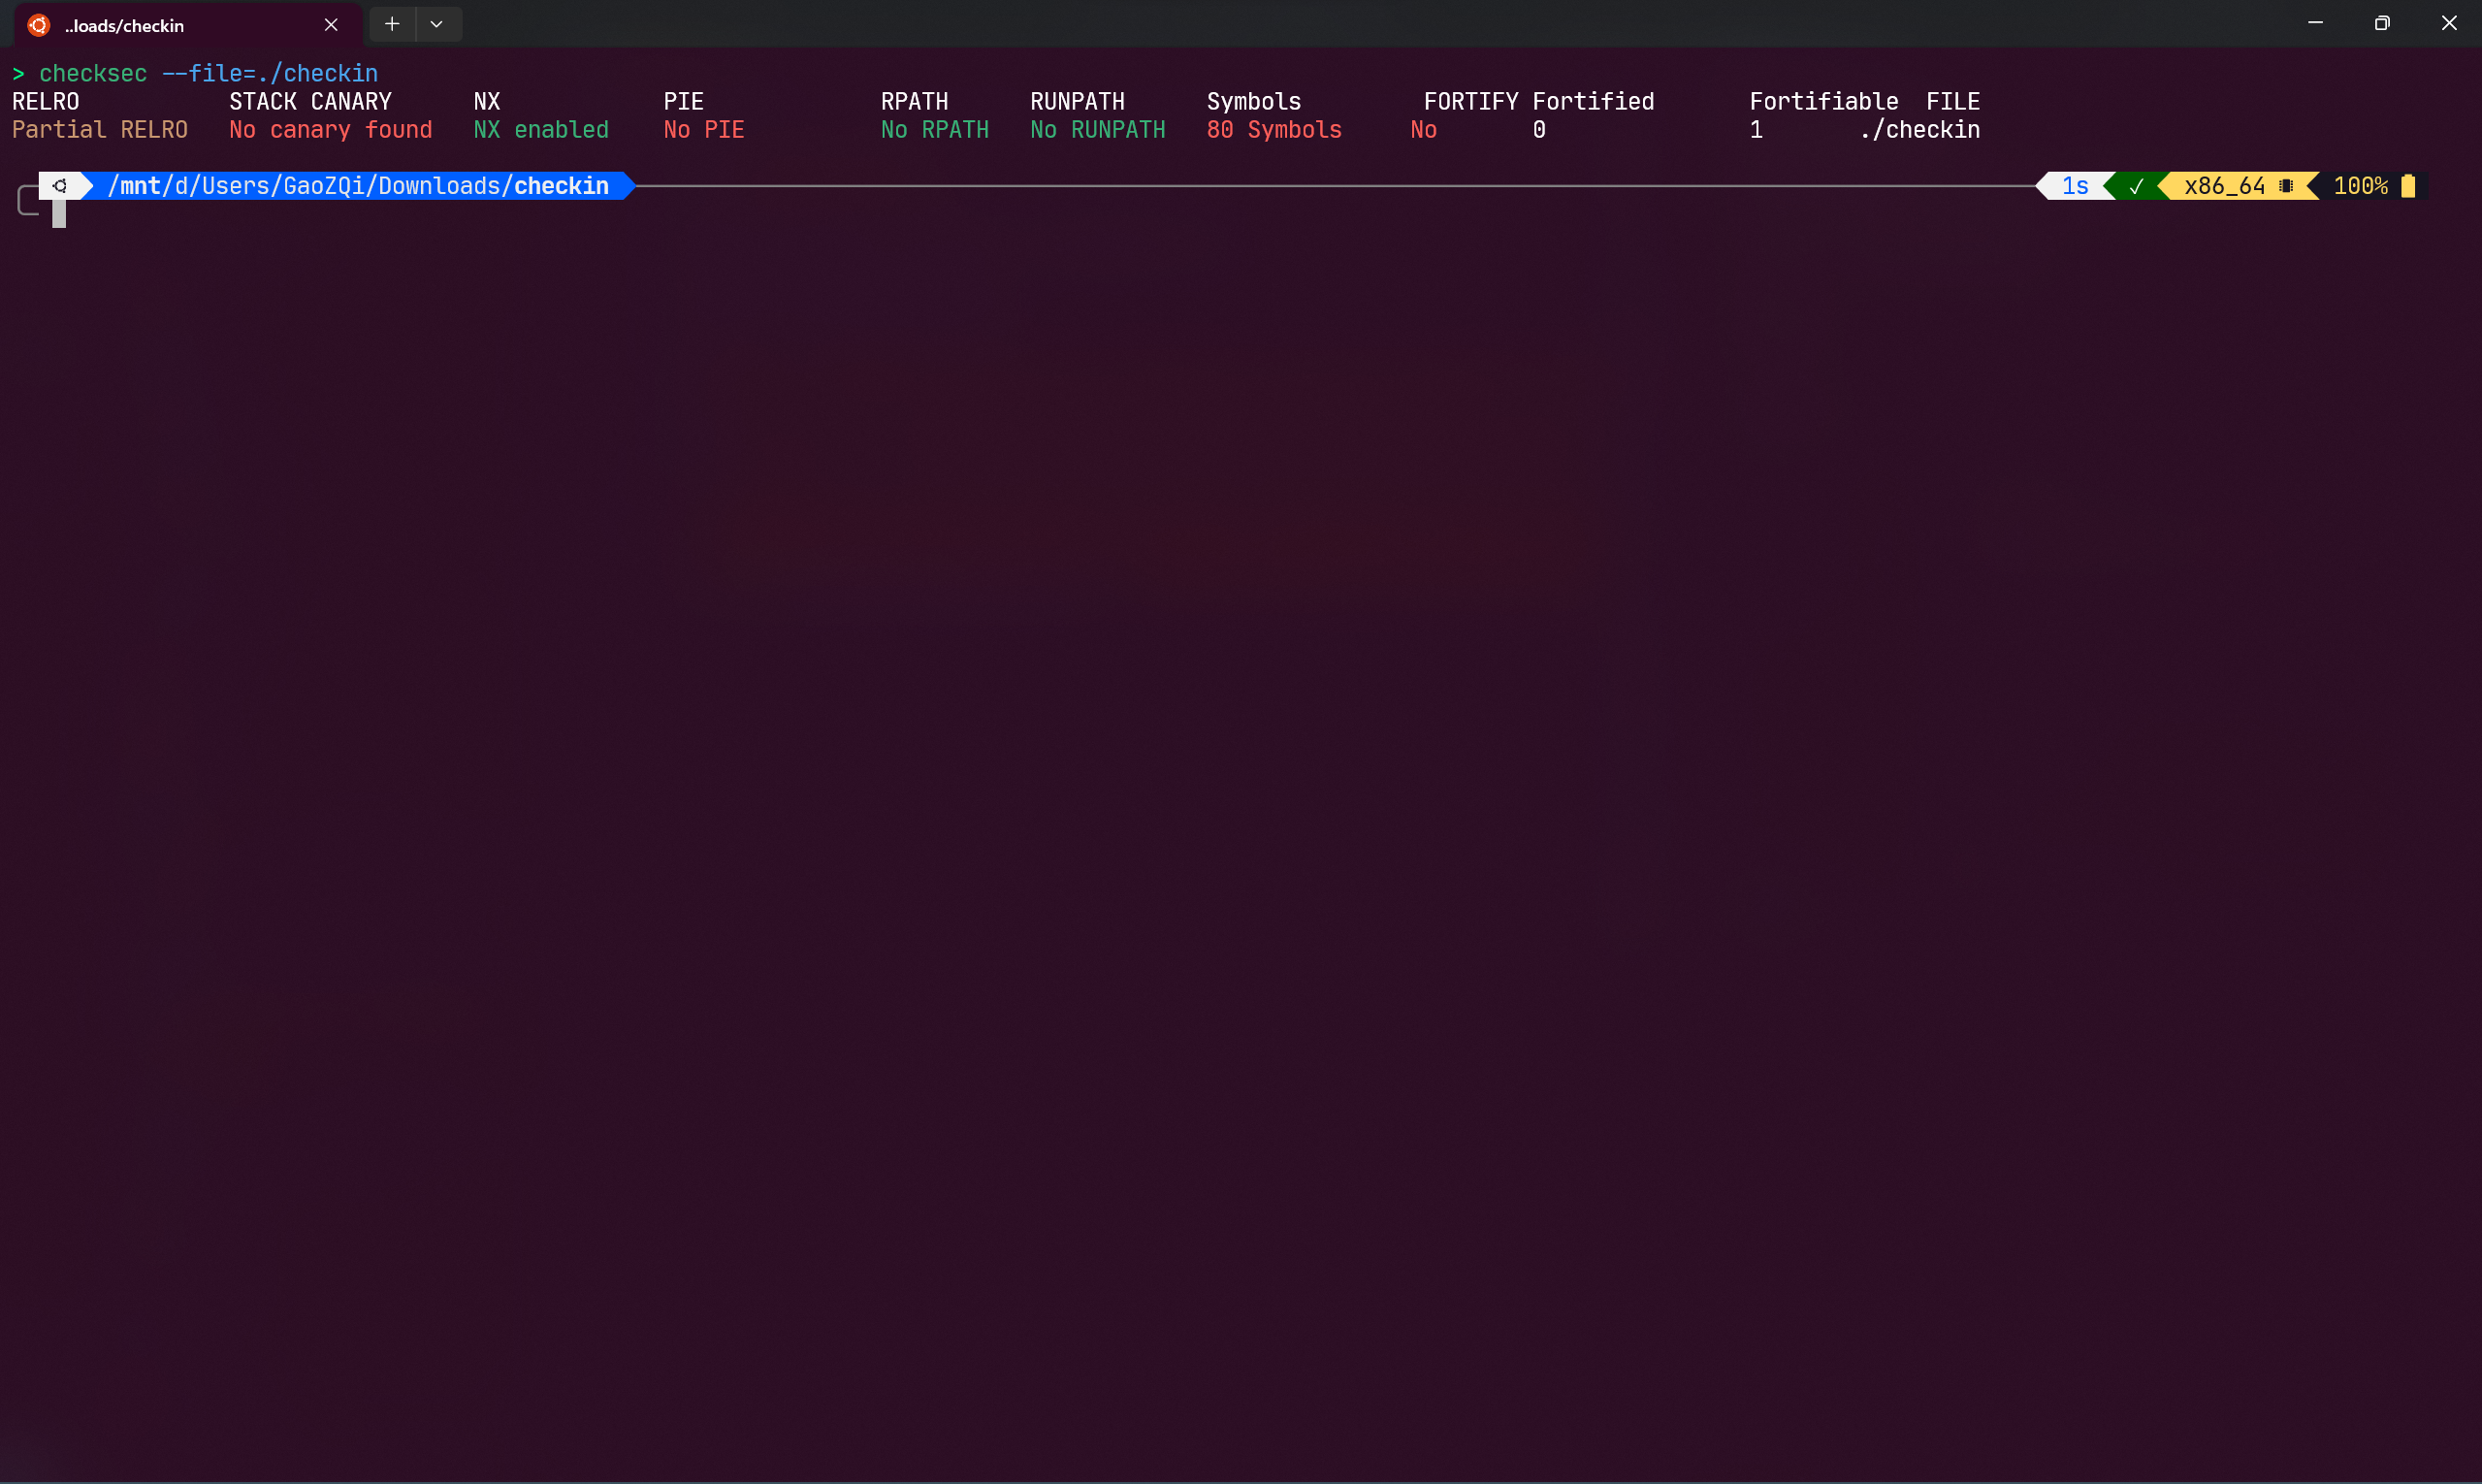 ..loads/checkin
> checksec --file=./checkin
RELRO STACK CANARY NX PIE RPATH RUNPATH Symbols FORTIFY Fortified Fortifiable FILE
Partial RELRO No canary found NX enabled No PIE No RPATH No RUNPATH 80 Symbols No 0 1 ./checkin
/mnt/d/Users/GaoZQi/Downloads/checkin 1s ✓ x86_64 100%